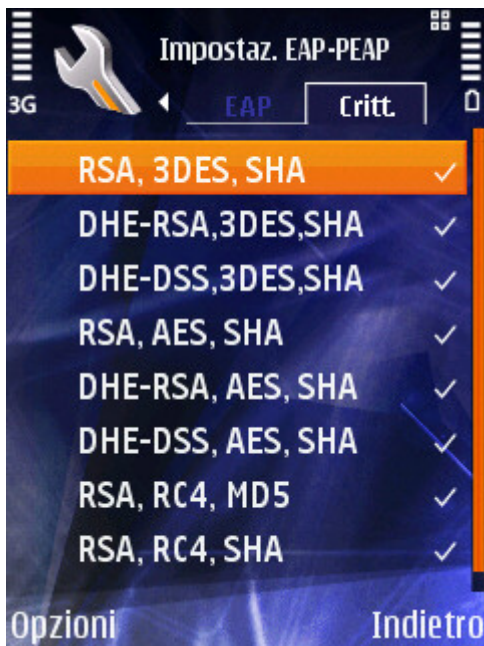 Impostaz. EAP-PEAP
3G
EAP
Critt.
RSA, 3DES, SHA
DHE-RSA,3DES,SHA
DHE-DSS,3DES,SHA
RSA, AES, SHA
DHE-RSA, AES, SHA
DHE-DSS, AES, SHA
RSA, RC4, MD5
RSA, RC4, SHA
Opzioni
Indietro